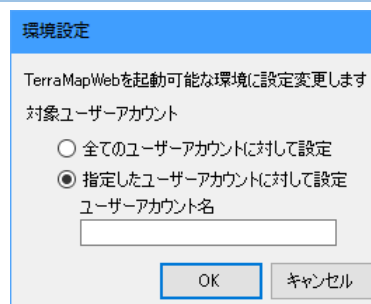 環境設定
TerraMapWebを起動可能な環境に設定変更します
対象ユーザーアカウント
全てのユーザーアカウントに対して設定
指定したユーザーアカウントに対して設定
ユーザーアカウント名
OK
キャンセル